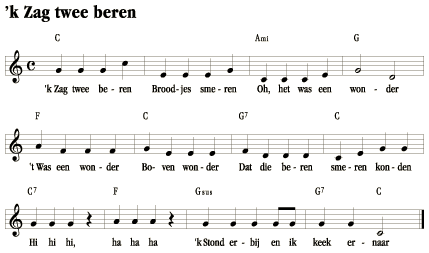 'k Zag twee beren
C Ami G
'k Zag twee be - ren Brood - jes sme - ren Oh, het was een won - der
F C G7 C
't Was een won - der Bo - ven won - der Dat die be - ren sme - ren kon - den
C7 F Gsus G7 C
Hi hi hi, ha ha ha 'k Stond er - bij en ik keek er - naar